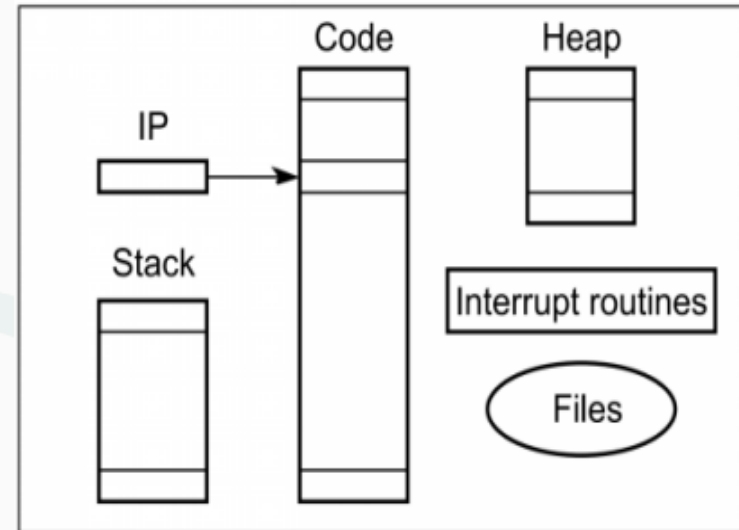 Code
Heap
IP
Stack
Interrupt routines
Files